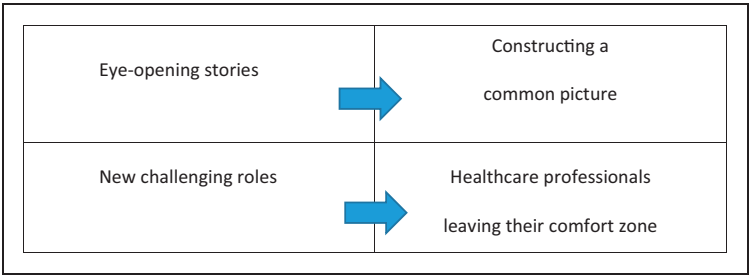 Eye-opening stories
Constructing a
common picture
New challenging roles
Healthcare professionals
leaving their comfort zone